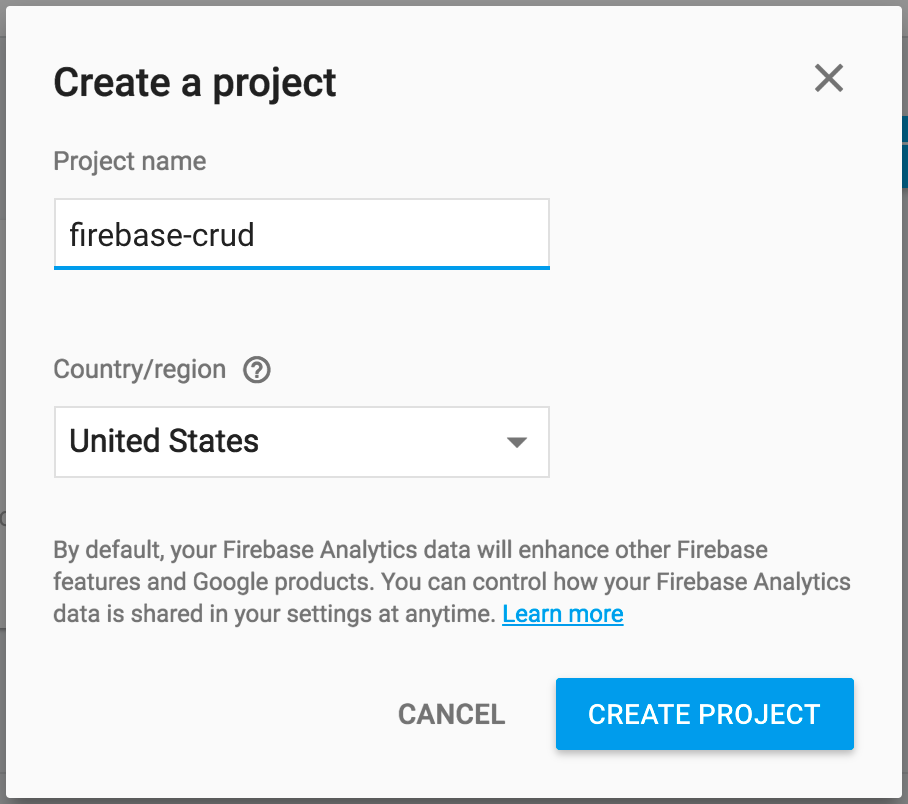 Create a project
Project name
firebase-crud
Country/region
United States
By default, your Firebase Analytics data will enhance other Firebase
features and Google products. You can control how your Firebase Analytics
data is shared in your settings at anytime. Learn more
CANCEL
CREATE PROJECT